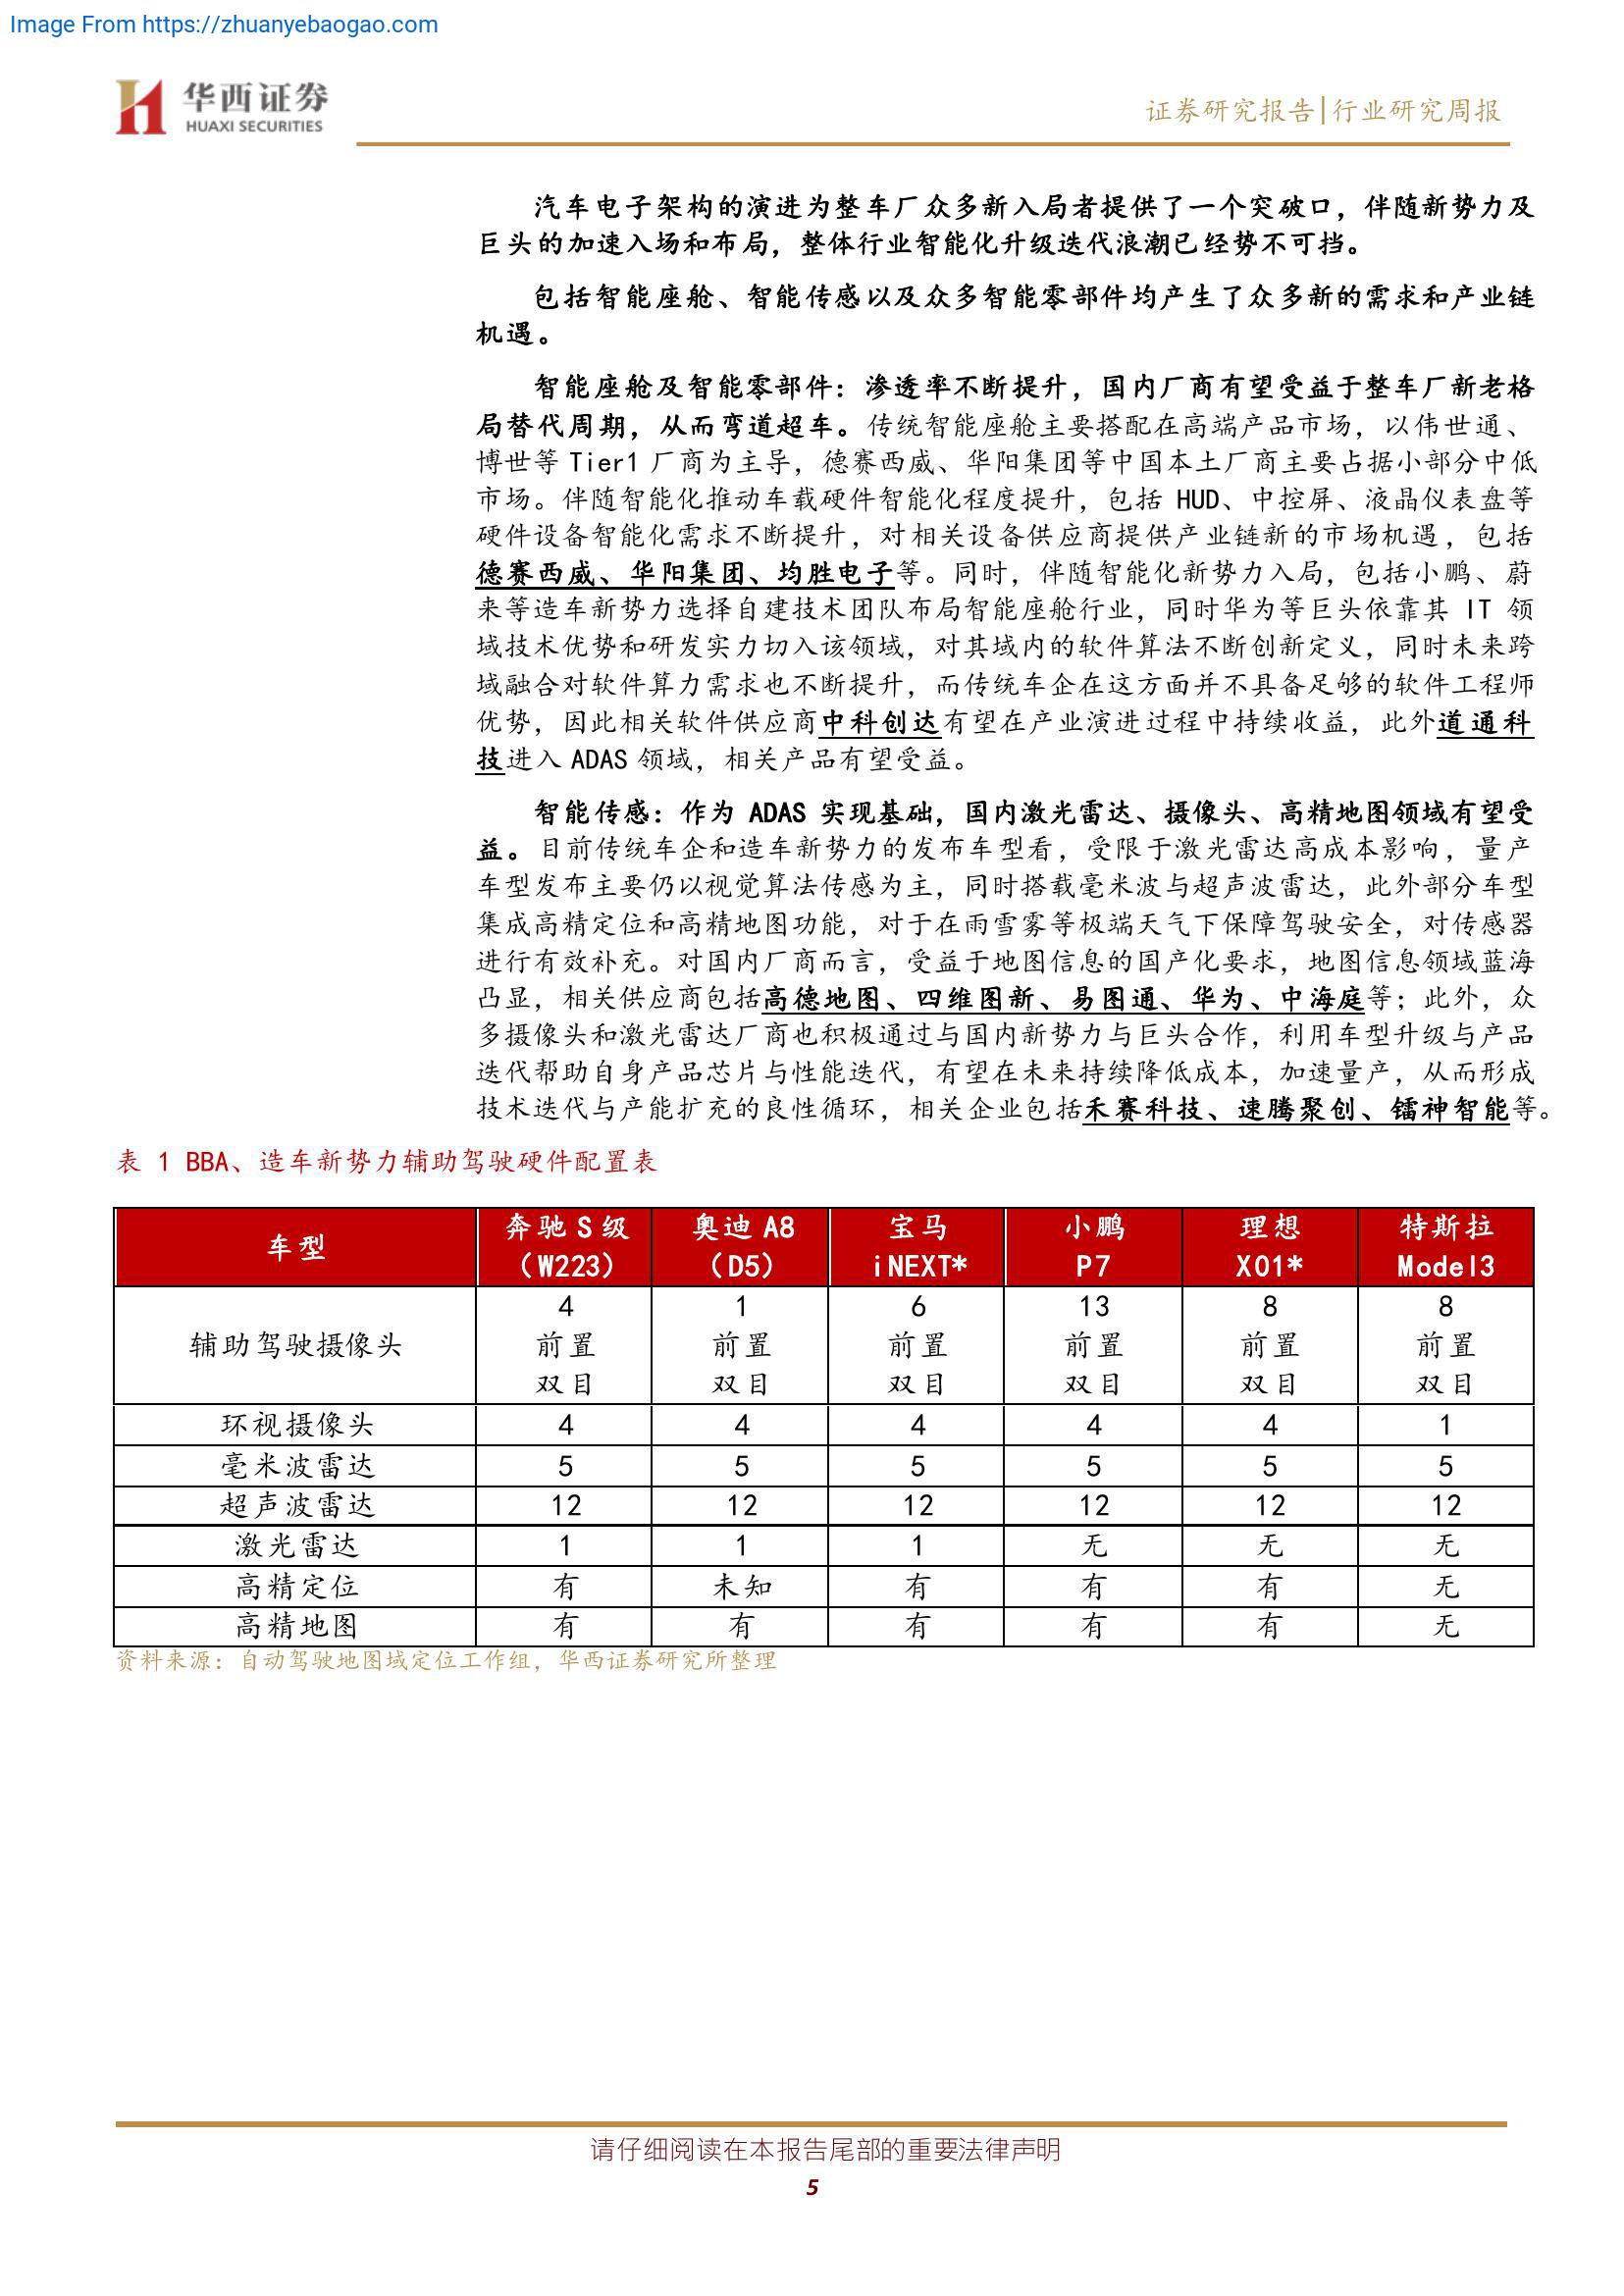 Image From https://zhuanyebaogao.com
华西证券
HUAXI SECURITIES
证券研究报告|行业研究周报
汽车电子架构的演进为整车厂众多新入局者提供了一个突破口，伴随新势力及
巨头的加速入场和布局，整体行业智能化升级迭代浪潮已经势不可挡。
包括智能座舱、智能传感以及众多智能零部件均产生了众多新的需求和产业链
机遇。
智能座舱及智能零部件：渗透率不断提升，国内厂商有望受益于整车厂新老格
局替代周期，从而弯道超车。传统智能座舱主要搭配在高端产品市场，以伟世通、
博世等 Tier1 厂商为主导，德赛西威、华阳集团等中国本土厂商主要占据小部分中低
市场。伴随智能化推动车载硬件智能化程度提升，包括 HUD、中控屏、液晶仪表盘等
硬件设备智能化需求不断提升，对相关设备供应商提供产业链新的市场机遇，包括
德赛西威、华阳集团、均胜电子等。同时，伴随智能化新势力入局，包括小鹏、蔚
来等造车新势力选择自建技术团队布局智能座舱行业，同时华为等巨头依靠其 IT 领
域技术优势和研发实力切入该领域，对其域内的软件算法不断创新定义，同时未来跨
域融合对软件算力需求也不断提升，而传统车企在这方面并不具备足够的软件工程师
优势，因此相关软件供应商中科创达有望在产业演进过程中持续收益，此外道通科
技进入 ADAS 领域，相关产品有望受益。
智能传感：作为 ADAS 实现基础，国内激光雷达、摄像头、高精地图领域有望受
益。目前传统车企和造车新势力的发布车型看，受限于激光雷达高成本影响，量产
车型发布主要仍以视觉算法传感为主，同时搭载毫米波与超声波雷达，此外部分车型
集成高精定位和高精地图功能，对于在雨雪雾等极端天气下保障驾驶安全，对传感器
进行有效补充。对国内厂商而言，受益于地图信息的国产化要求，地图信息领域蓝海
凸显，相关供应商包括高德地图、四维图新、易图通、华为、中海庭等；此外，众
多摄像头和激光雷达厂商也积极通过与国内新势力与巨头合作，利用车型升级与产品
迭代帮助自身产品芯片与性能迭代，有望在未来持续降低成本，加速量产，从而形成
技术迭代与产能扩充的良性循环，相关企业包括禾赛科技、速腾聚创、镭神智能等。
表 1 BBA、造车新势力辅助驾驶硬件配置表
车型 奔驰 S 级（W223） 奥迪 A8（D5） 宝马 iNEXT* 小鹏 P7 理想 X01* 特斯拉 Model3
辅助驾驶摄像头 4 前置 双目 1 前置 双目 6 前置 双目 13 前置 双目 8 前置 双目 8 前置 双目
环视摄像头 4 4 4 4 4 1
毫米波雷达 5 5 5 5 5 5
超声波雷达 12 12 12 12 12 12
激光雷达 1 1 1 无 无 无
高精定位 有 未知 有 有 有 无
高精地图 有 有 有 有 有 无
资料来源：自动驾驶地图域定位工作组，华西证券研究所整理
请仔细阅读在本报告尾部的重要法律声明
5